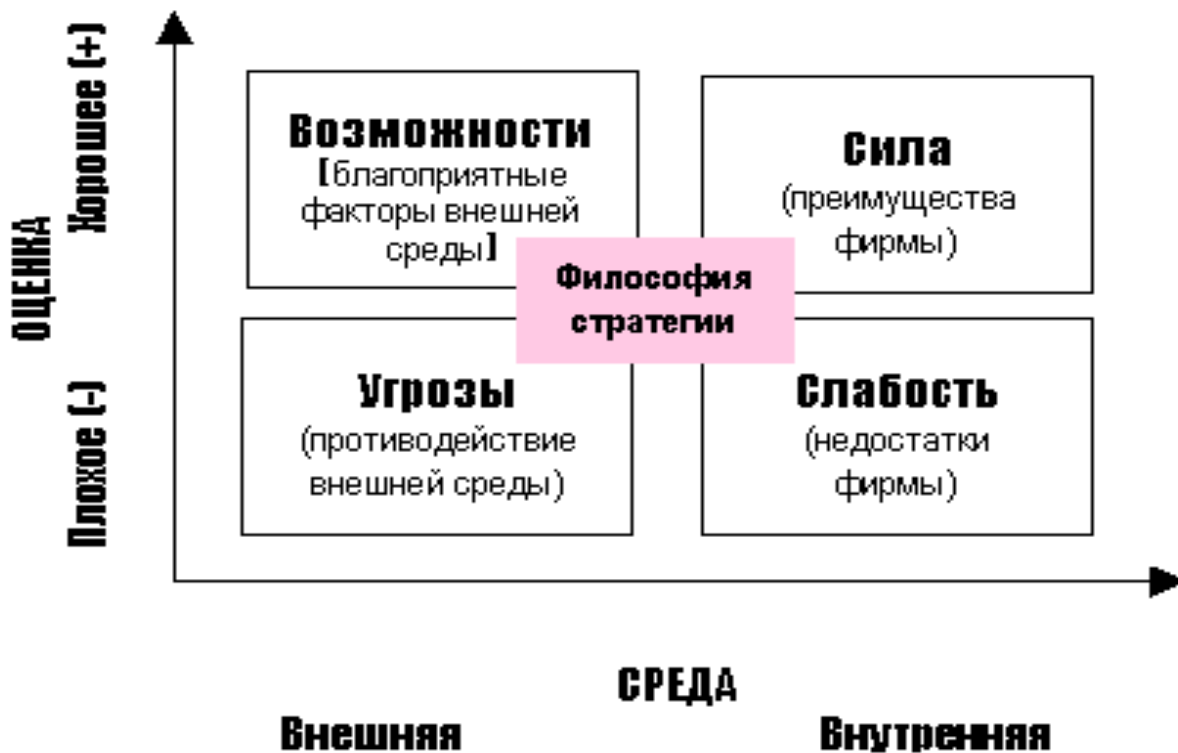 ОЦЕНКА
Хорошее (+)
Плохое (-)
Возможности
[благоприятные
факторы внешней
среды]
Сила
(преимущества
фирмы)
Философия
стратегии
Угрозы
(противодействие
внешней среды)
Слабость
(недостатки
фирмы)
СРЕДА
Внешняя
Внутренняя